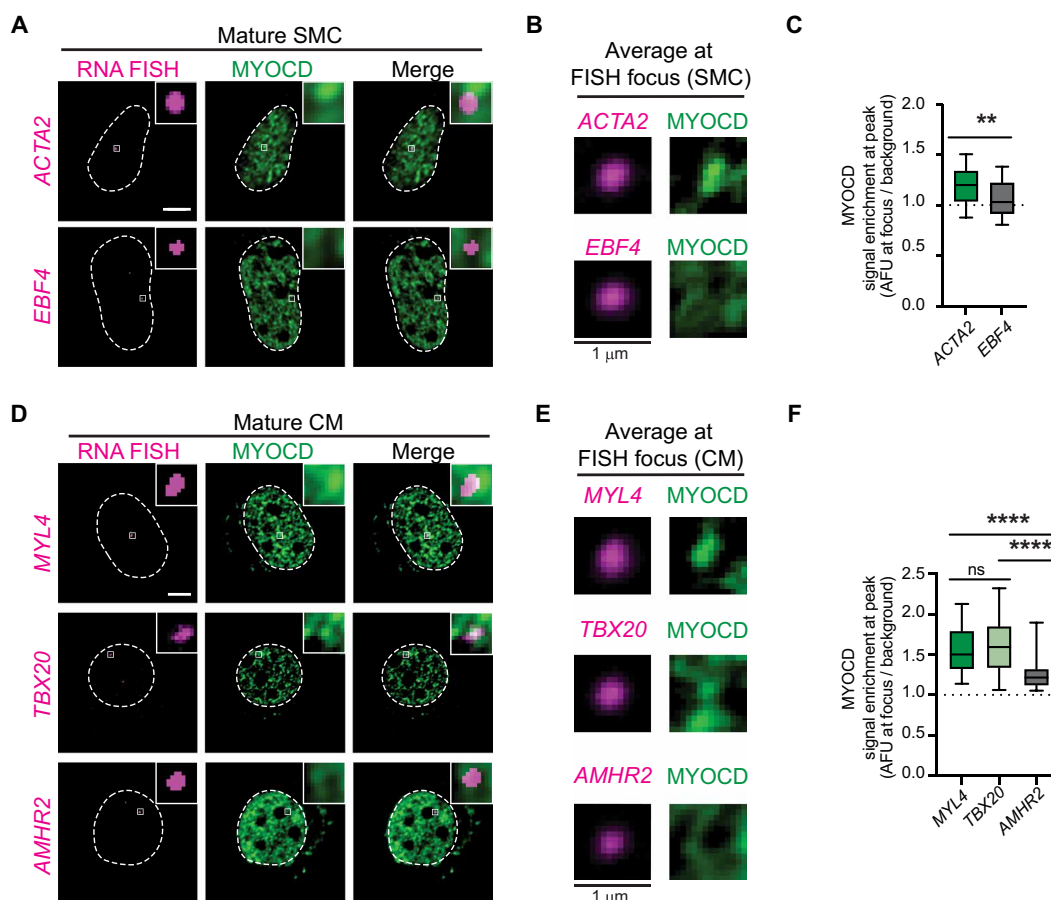 A
Mature SMC
RNA FISH MYOCD Merge
ACTA2
EBF4
B
Average at
FISH focus (SMC)
ACTA2 MYOCD
EBF4 MYOCD
1 μm
C
MYOCD
signal enrichment at peak
(AFU at focus / background)
2.0
1.5
1.0
0.5
0.0
**
ACTA2
EBF4
D
Mature CM
RNA FISH MYOCD Merge
MYL4
TBX20
AMHR2
E
Average at
FISH focus (CM)
MYL4 MYOCD
TBX20 MYOCD
AMHR2 MYOCD
1 μm
F
MYOCD
signal enrichment at peak
(AFU at focus / background)
2.5
2.0
1.5
1.0
0.5
0.0
****
****
ns
MYL4
TBX20
AMHR2